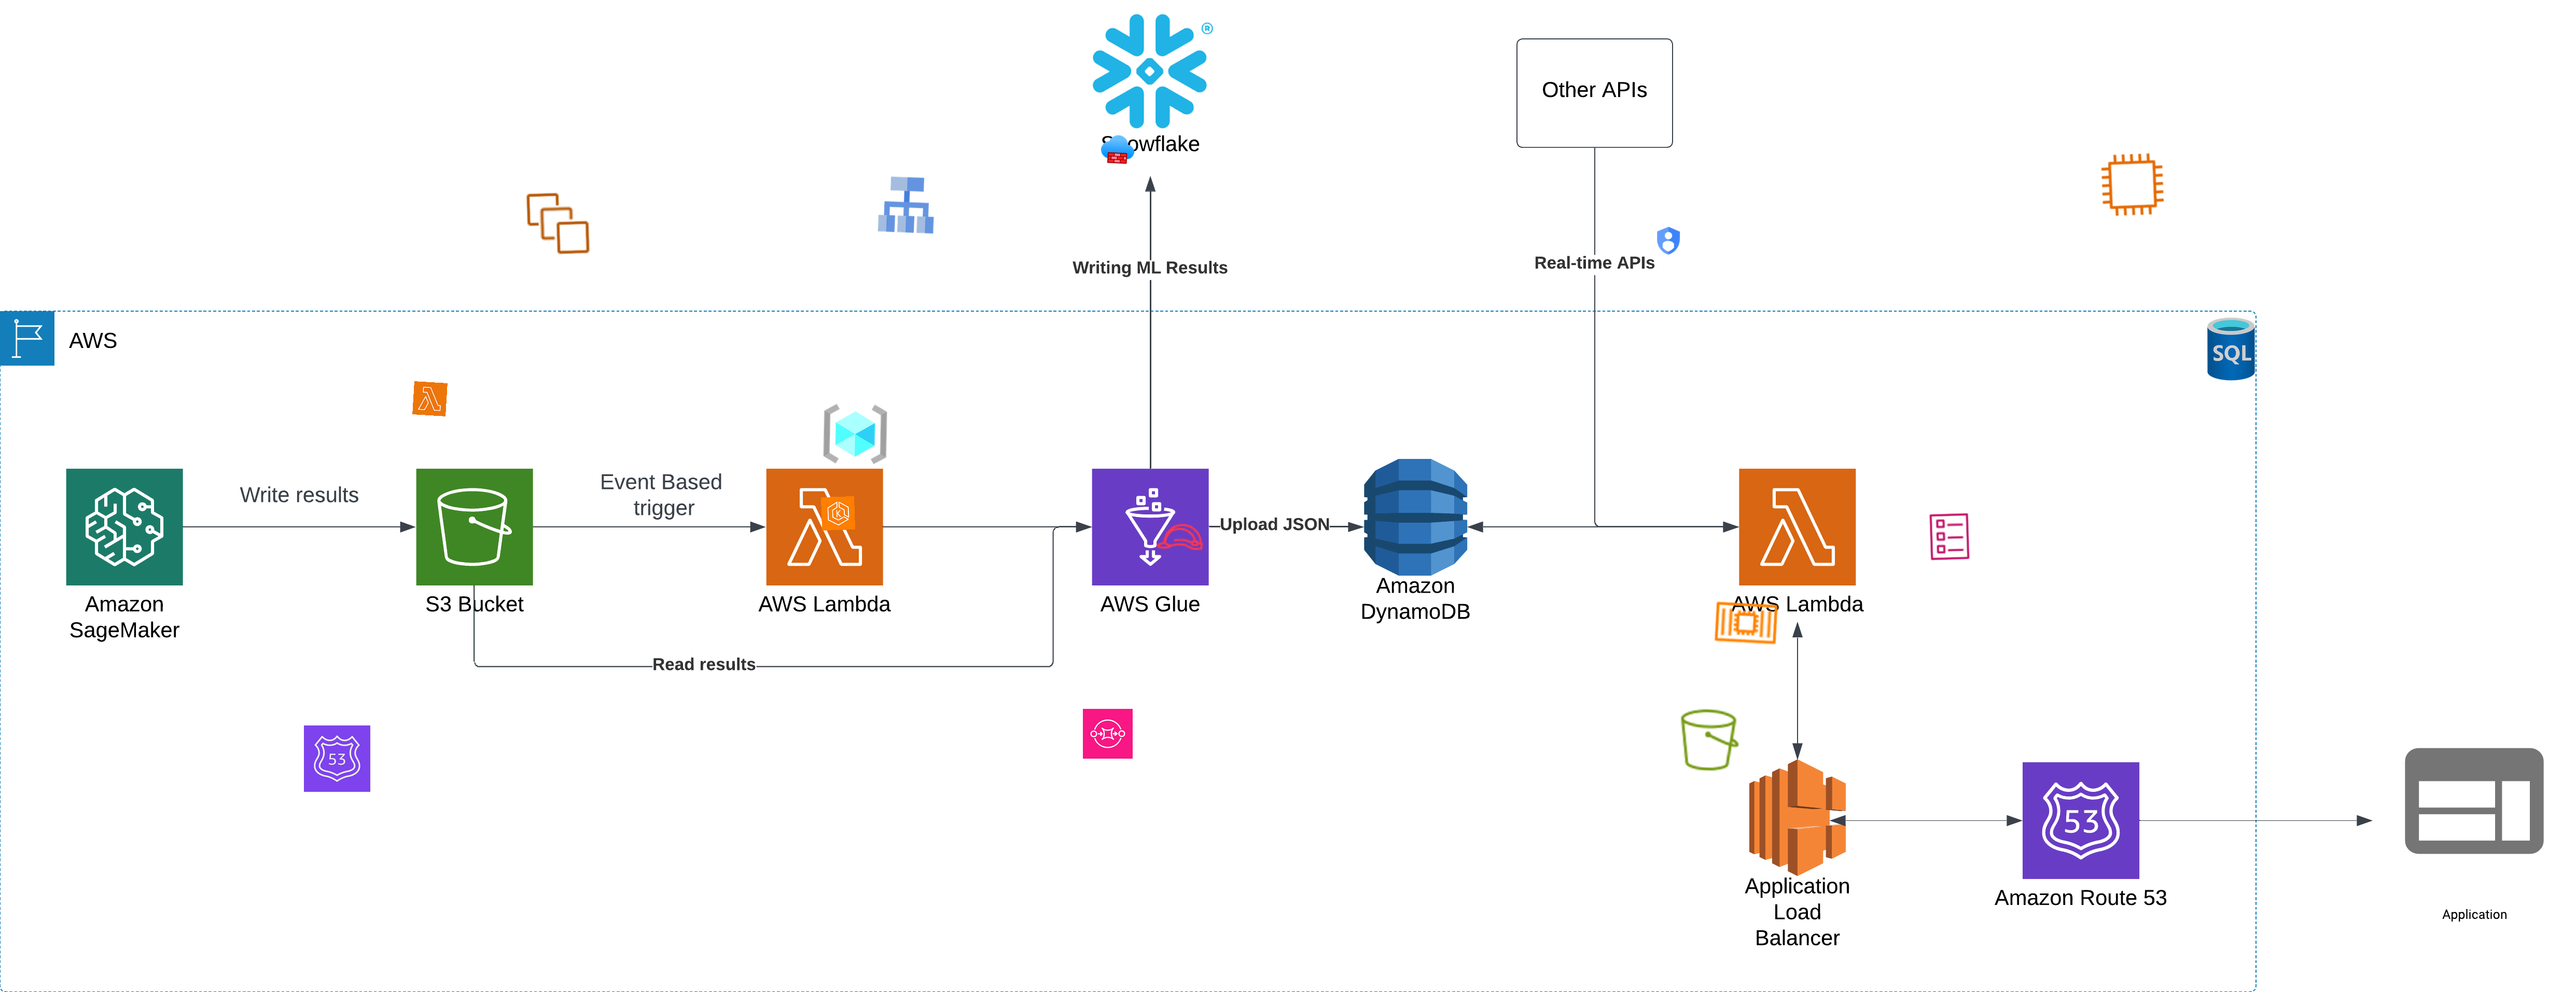 ®
Snowflake
Other APIs
Writing ML Results
Real-time APIs
AWS
SQL
Write results
Event Based
trigger
Upload JSON
K
Amazon
SageMaker
S3 Bucket
AWS Lambda
AWS Glue
Amazon
DynamoDB
AWS Lambda
Read results
53
53
Application
Load
Balancer
Amazon Route 53
Application